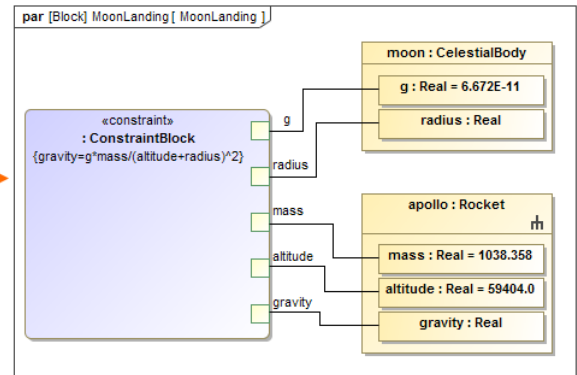 par [Block] MoonLanding [ MoonLanding ]
moon : CelestialBody
g : Real = 6.672E-11
radius : Real
«constraint»
: ConstraintBlock
{gravity=g*mass/(altitude+radius)^2}
g
radius
mass
altitude
gravity
apollo : Rocket
mass : Real = 1038.358
altitude : Real = 59404.0
gravity : Real